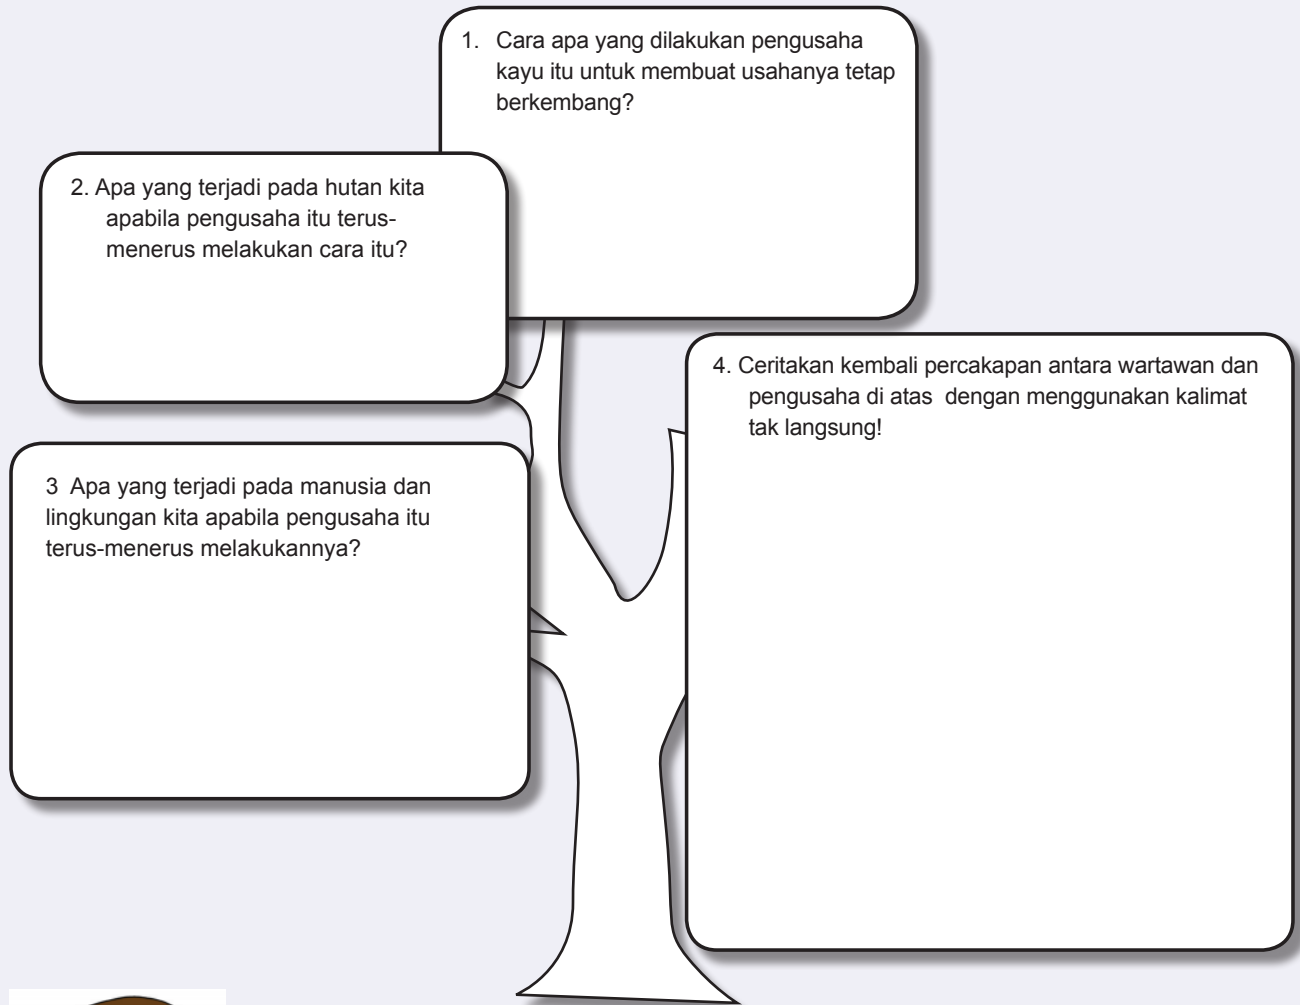 1. Cara apa yang dilakukan pengusaha
kayu itu untuk membuat usahanya tetap
berkembang?
2. Apa yang terjadi pada hutan kita
apabila pengusaha itu terus-
menerus melakukan cara itu?
3 Apa yang terjadi pada manusia dan
lingkungan kita apabila pengusaha itu
terus-menerus melakukannya?
4. Ceritakan kembali percakapan antara wartawan dan
pengusaha di atas dengan menggunakan kalimat
tak langsung!